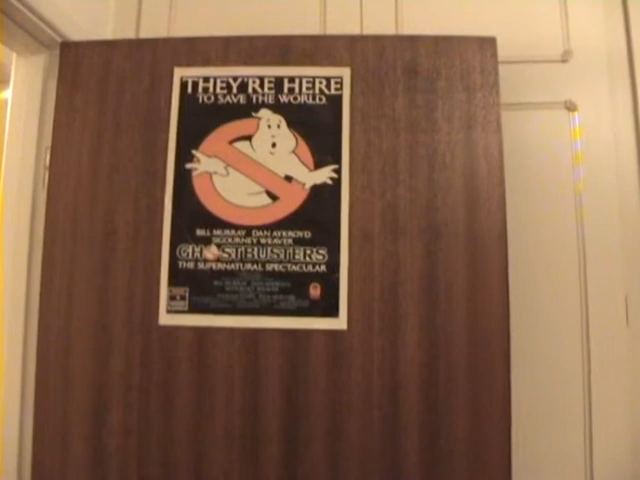 THEY'RE HERE
TO SAVE THE WORLD.
BILL MURRAY DAN AYKROYD
SIGOURNEY WEAVER
GHOSTBUSTERS
THE SUPERNATURAL SPECTACULAR